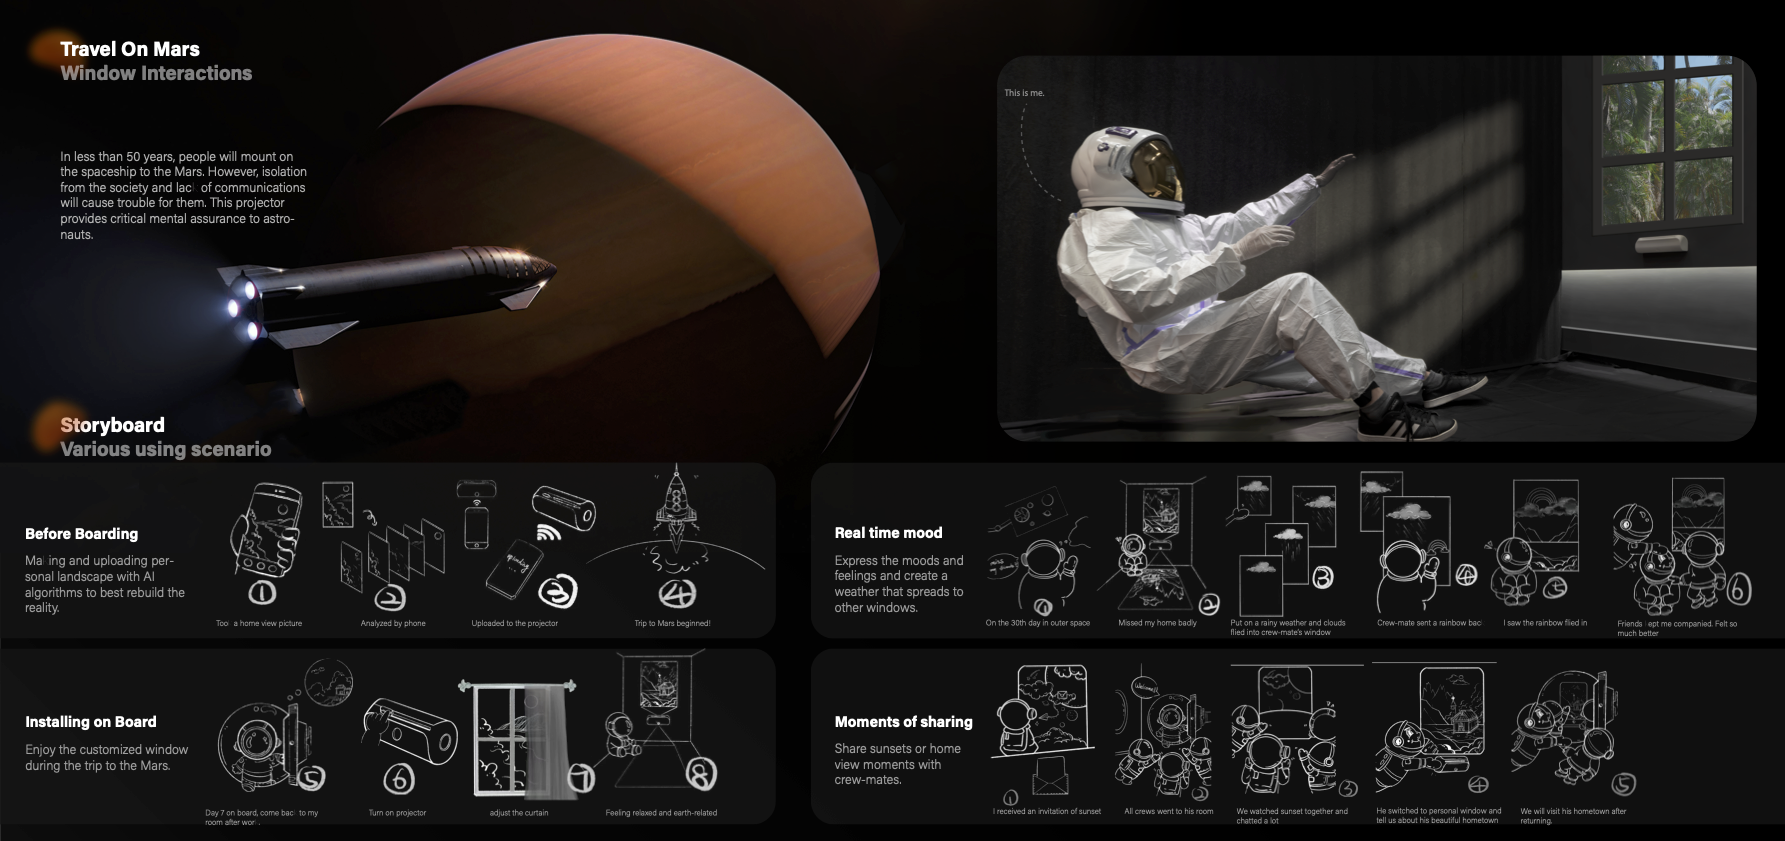 Travel On Mars
Window Interactions
In less than 50 years, people will mount on
the spaceship to the Mars. However, isolation
from the society and lac of communications
will cause trouble for them. This projector
provides critical mental assurance to astro-
nauts.
This is me.
Storyboard
Various using scenario
Before Boarding
Ma ing and uploading per-
sonal landscape with AI
algorithms to best rebuild the
reality.
1
2
3
4
Too a home view picture
Analyzed by phone
Uploaded to the projector
Trip to Mars beginned!
Real time mood
Express the moods and
feelings and create a
weather that spreads to
other windows.
1
2
3
4
5
6
On the 30th day in outer space
Missed my home badly
Put on a rainy weather and clouds
flied into crew-mate's window
Crew-mate sent a rainbow bac
I saw the rainbow flied in
Friends ept me companied. Felt so
much better
Installing on Board
Enjoy the customized window
during the trip to the Mars.
5
6
7
8
Day 7 on board, come bac to my
room after wor .
Turn on projector
adjust the curtain
Feeling relaxed and earth-related
Moments of sharing
Share sunsets or home
view moments with
crew-mates.
Welcome!
1
2
3
4
5
I received an invitation of sunset
All crews went to his room
We watched sunset together and
chatted a lot
He switched to personal window and
tell us about his beautiful hometown
We will visit his hometown after
returning.